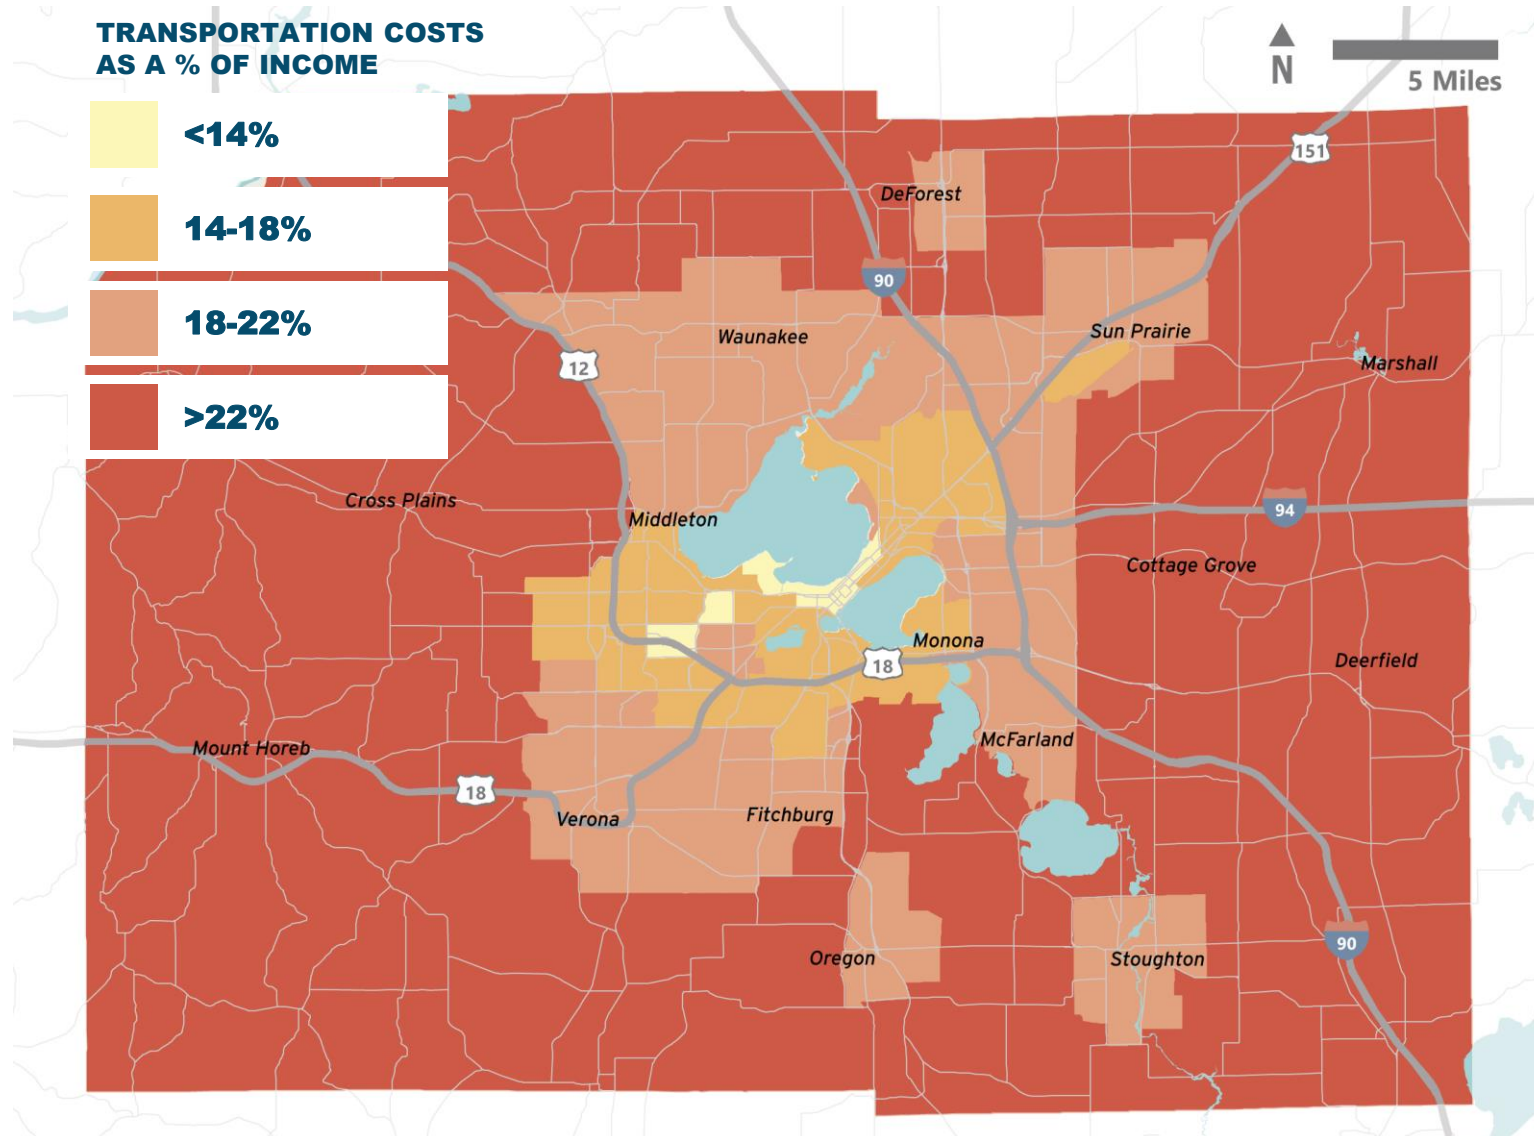 TRANSPORTATION COSTS
AS A % OF INCOME
<14%
14-18%
18-22%
>22%
N
5 Miles
151
DeForest
90
Waunakee
Sun Prairie
12
Marshall
Cross Plains
Middleton
94
Cottage Grove
Monona
18
Deerfield
Mount Horeb
McFarland
18
Verona
Fitchburg
90
Oregon
Stoughton